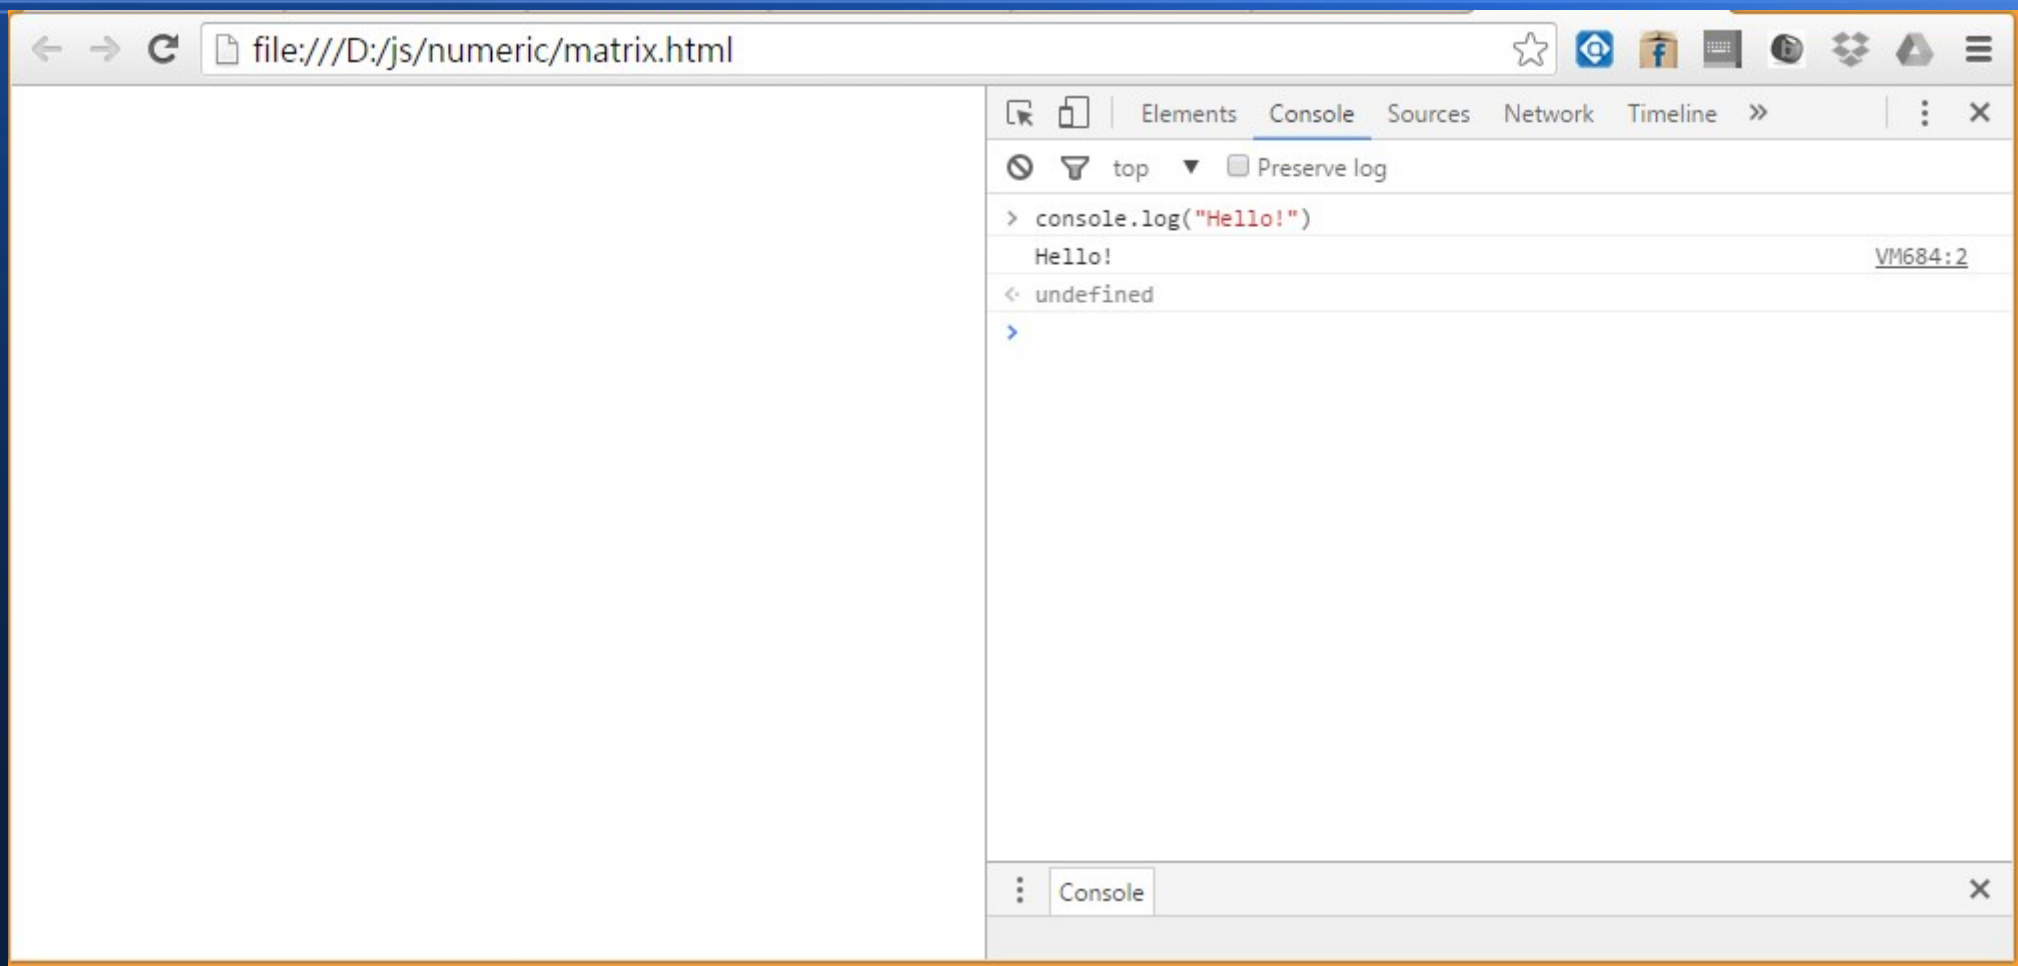 file:///D:/js/numeric/matrix.html
Elements Console Sources Network Timeline »
top ▼ Preserve log
> console.log("Hello!")
Hello! VM684:2
<· undefined
>
Console